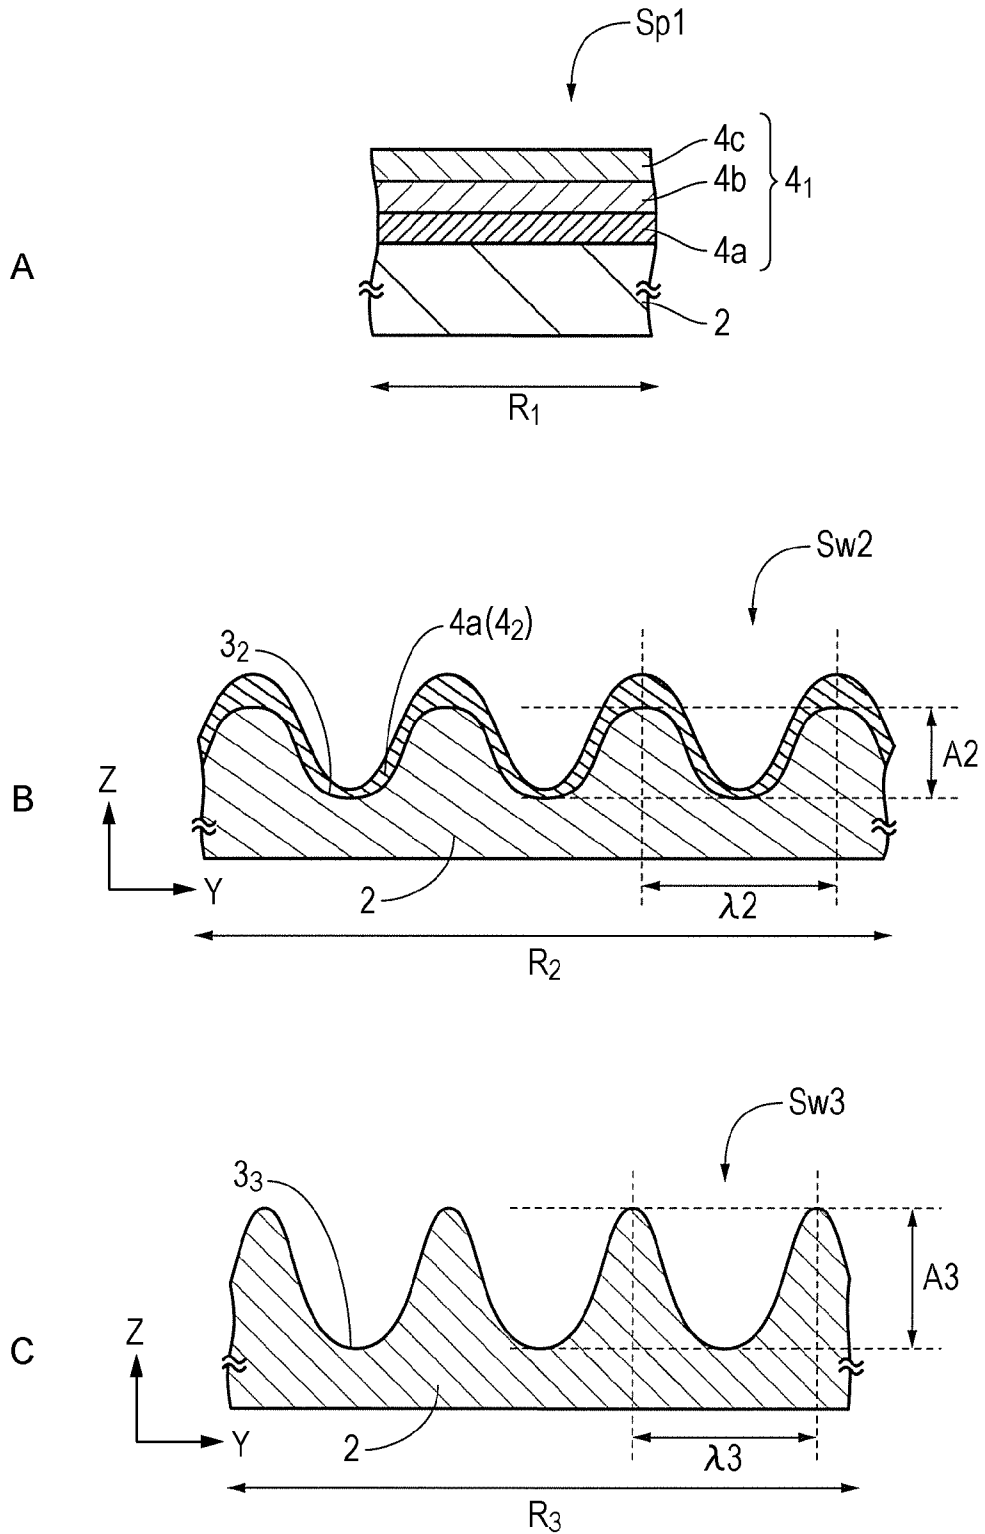 Sp1
4c
4b
4₁
4a
A
2
R₁
Sw2
3₂
4a(4₂)
A2
Z
B
Y
2
λ2
R₂
Sw3
3₃
A3
Z
C
Y
2
λ3
R₃